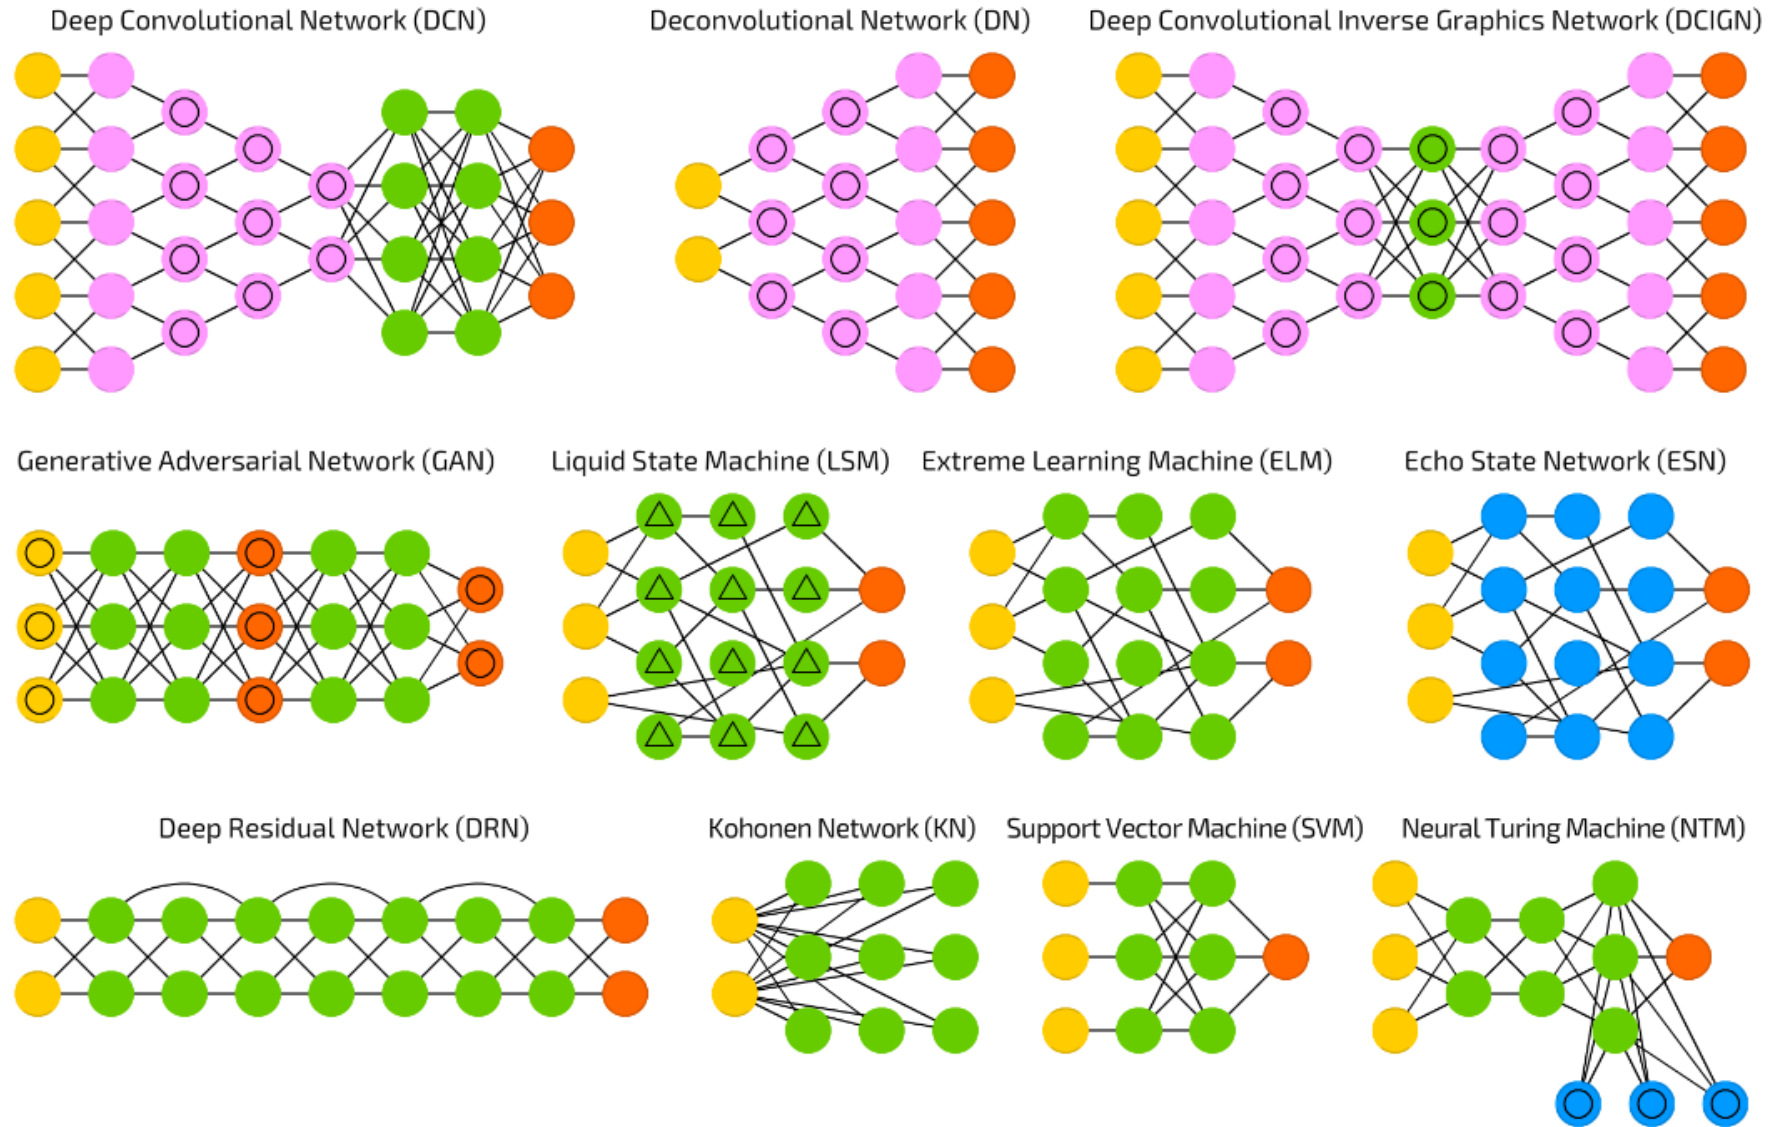 Deep Convolutional Network (DCN)
Deconvolutional Network (DN)
Deep Convolutional Inverse Graphics Network (DCIGN)
Generative Adversarial Network (GAN)
Liquid State Machine (LSM)
Extreme Learning Machine (ELM)
Echo State Network (ESN)
Deep Residual Network (DRN)
Kohonen Network (KN)
Support Vector Machine (SVM)
Neural Turing Machine (NTM)